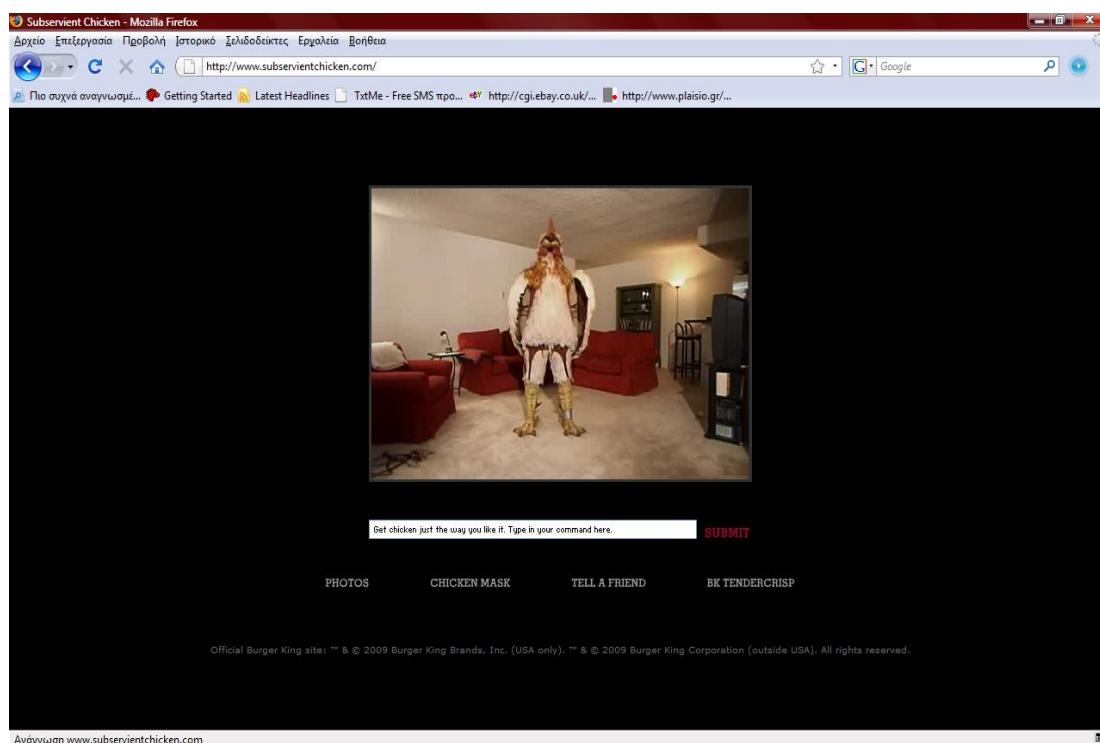 Subservient Chicken - Mozilla Firefox
Αρχείο Επεξεργασία Προβολή Ιστορικό Σελιδοδείκτες Εργαλεία Βοήθεια
http://www.subservientchicken.com/ Google
Πιο συχνά αναγνωσμέ... Getting Started Latest Headlines TxtMe - Free SMS προ... http://cgi.ebay.co.uk/... http://www.plaisio.gr/...
Get chicken just the way you like it. Type in your command here. SUBMIT
PHOTOS CHICKEN MASK TELL A FRIEND BK TENDERCRISP
Official Burger King site: ™ & © 2009 Burger King Brands, Inc. (USA only). ™ & © 2009 Burger King Corporation (outside USA). All rights reserved.
Ανάγνωση www.subservientchicken.com